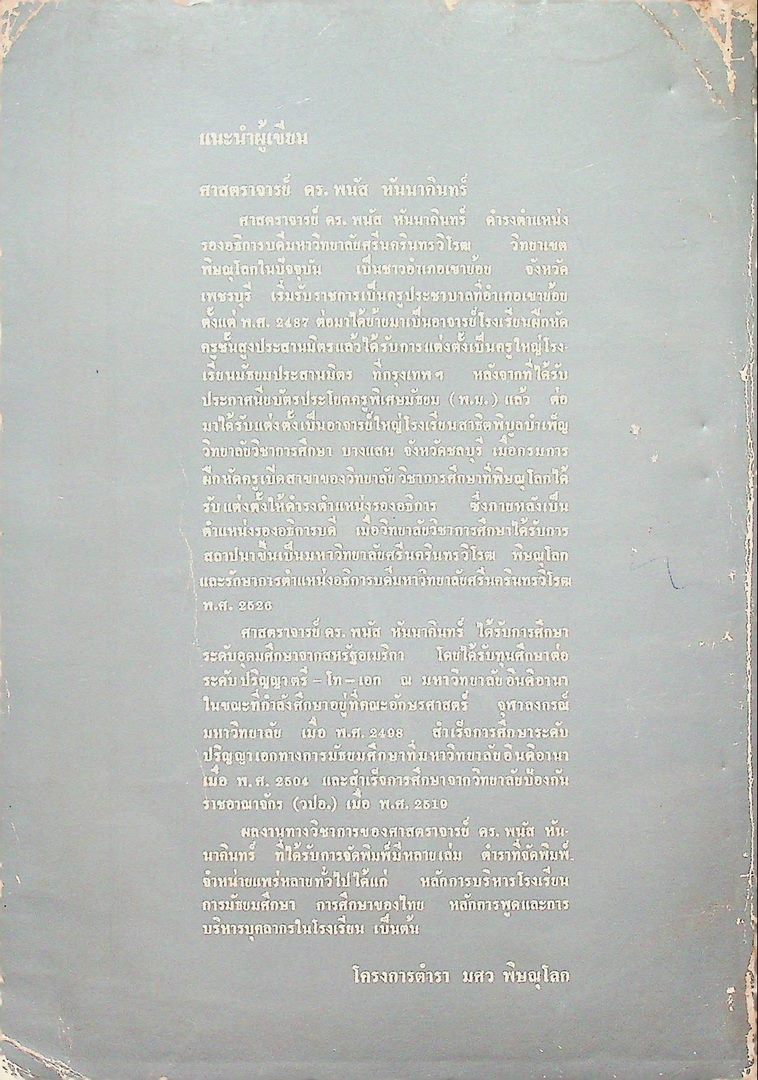 แนะนำผู้เขียน
ศาสตราจารย์ ดร. พนัส หันนาคินทร์
ศาสตราจารย์ ดร. พนัส หันนาคินทร์ ดำรงตำแหน่ง
รองอธิการบดีมหาวิทยาลัยศรีนครินทรวิโรฒ วิทยาเขต
พิษณุโลกในปัจจุบัน เป็นชาวอำเภอเขาย้อย จังหวัด
เพชรบุรี เริ่มรับราชการเป็นครูประชาบาลที่อำเภอเขาย้อย
ตั้งแต่ พ.ศ. 2487 ต่อมาได้ย้ายมาเป็นอาจารย์โรงเรียนฝึกหัด
ครูชั้นสูงประสานมิตร แล้วได้รับการแต่งตั้งเป็นครูใหญ่โรง-
เรียนมัธยมประสานมิตร ที่กรุงเทพฯ หลังจากที่ได้รับ
ประกาศนียบัตรประโยคครูพิเศษมัธยม (พ.ม.) แล้ว ต่อ
มาได้รับแต่งตั้งเป็นอาจารย์ใหญ่โรงเรียนสาธิตพิบูลบำเพ็ญ
วิทยาลัยวิชาการศึกษา บางแสน จังหวัดชลบุรี เมื่อกรมการ
ฝึกหัดครูเปิดสาขาของวิทยาลัยวิชาการศึกษาที่พิษณุโลกได้
รับแต่งตั้งให้ดำรงตำแหน่งรองอธิการ ซึ่งภายหลังเป็น
ตำแหน่งรองอธิการบดี เมื่อวิทยาลัยวิชาการศึกษาได้รับการ
สถาปนาขึ้นเป็นมหาวิทยาลัยศรีนครินทรวิโรฒ พิษณุโลก
และรักษาการตำแหน่งอธิการบดีมหาวิทยาลัยศรีนครินทรวิโรฒ
พ.ศ. 2526
ศาสตราจารย์ ดร. พนัส หันนาคินทร์ ได้รับการศึกษา
ระดับอุดมศึกษาจากสหรัฐอเมริกา โดยได้รับทุนศึกษาต่อ
ระดับปริญญา ตรี – โท – เอก ณ มหาวิทยาลัยอินดิอานา
ในขณะที่กำลังศึกษาอยู่ที่คณะอักษรศาสตร์ จุฬาลงกรณ์
มหาวิทยาลัย เมื่อ พ.ศ. 2498 สำเร็จการศึกษาระดับ
ปริญญาเอกทางการมัธยมศึกษาที่มหาวิทยาลัยอินดิอานา
เมื่อ พ.ศ. 2504 และสำเร็จการศึกษาจากวิทยาลัยป้องกัน
ราชอาณาจักร (วปอ.) เมื่อ พ.ศ. 2519
ผลงานทางวิชาการของศาสตราจารย์ ดร. พนัส หัน-
นาคินทร์ ที่ได้รับการจัดพิมพ์มีหลายเล่ม ตำราที่จัดพิมพ์
จำหน่ายแพร่หลายทั่วไปได้แก่ หลักการบริหารโรงเรียน
การมัธยมศึกษา การศึกษาของไทย หลักการพูดและการ
บริหารบุคลากรในโรงเรียน เป็นต้น
โครงการตำรา มศว พิษณุโลก